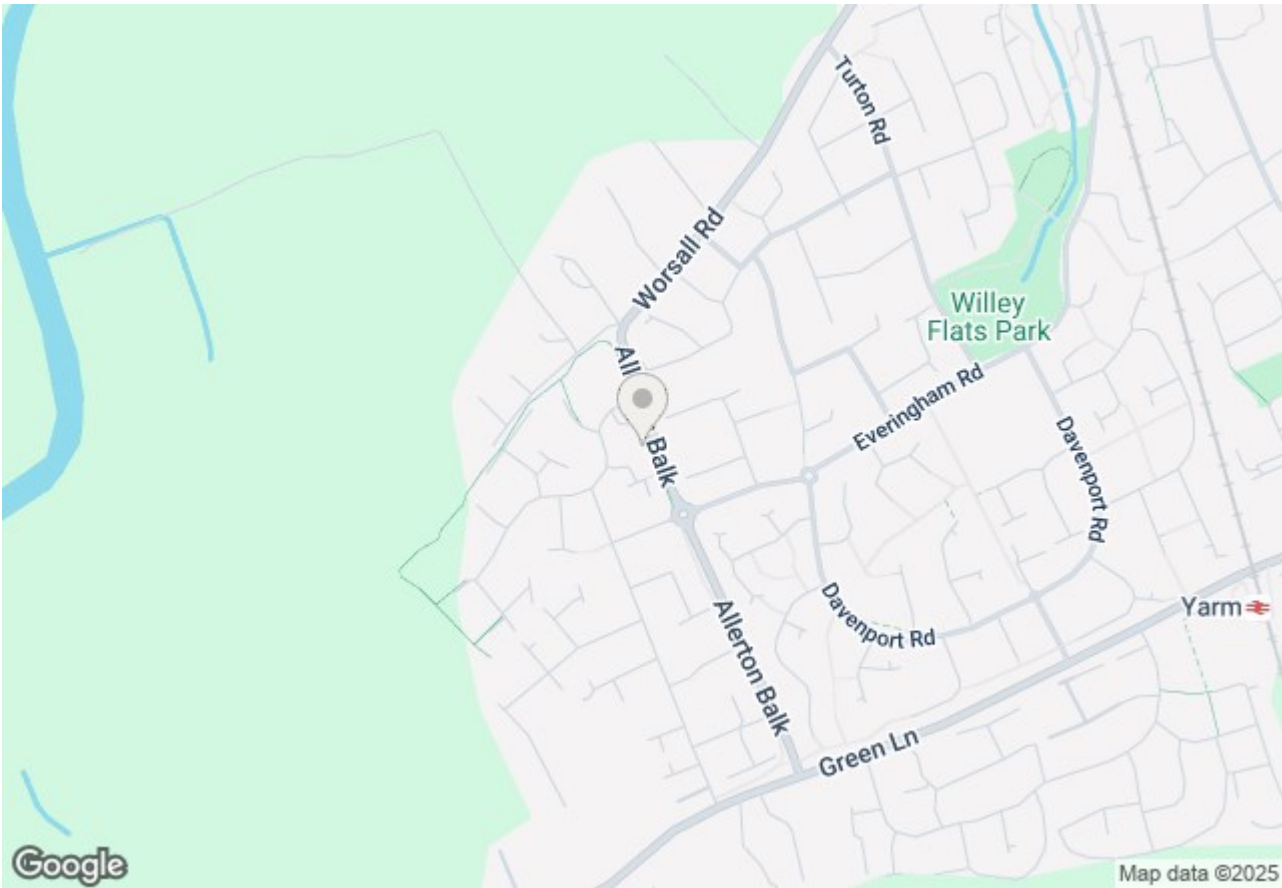 Turton Rd
Worsall Rd
Willey
Flats Park
Balk
Everingham Rd
Davenport Rd
Allerton Balk
Davenport Rd
Yarm
Green Ln
Google
Map data ©2025